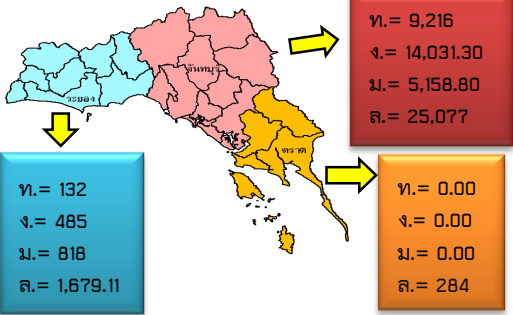 ท.= 9,216
ง.= 14,031.30
ม.= 5,158.80
ล.= 25,077
จันทบุรี
ระยอง
ตราด
ท.= 132
ง.= 485
ม.= 818
ล.= 1,679.11
ท.= 0.00
ง.= 0.00
ม.= 0.00
ล.= 284